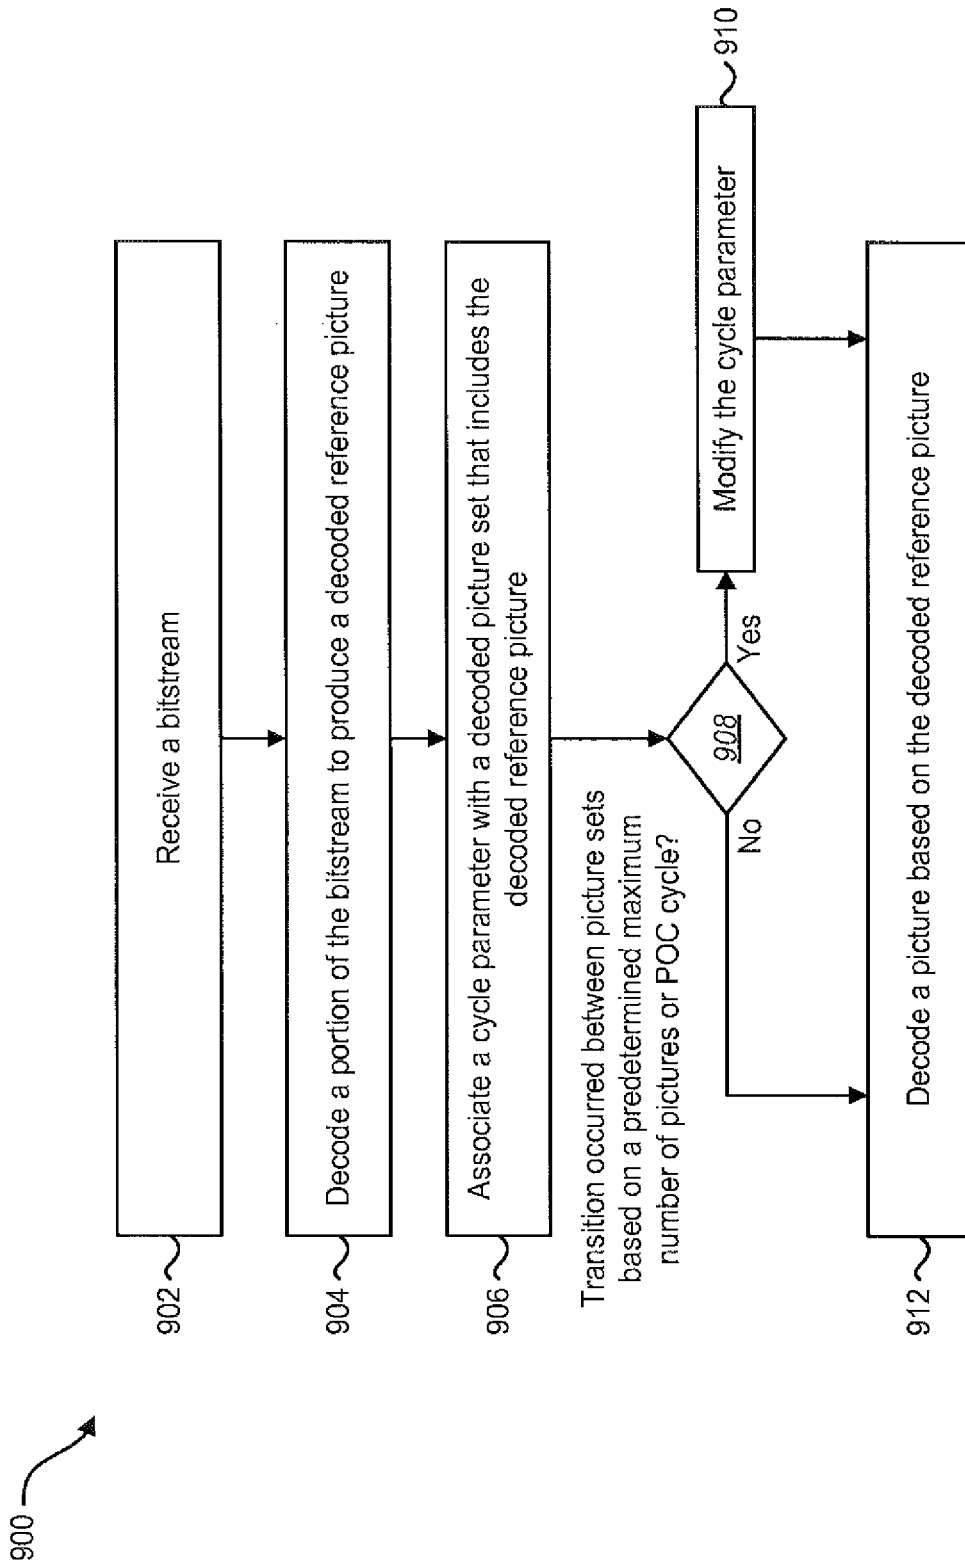 900
902
Receive a bitstream
904
Decode a portion of the bitstream to produce a decoded reference picture
906
Associate a cycle parameter with a decoded picture set that includes the
decoded reference picture
Transition occurred between picture sets
based on a predetermined maximum
number of pictures or POC cycle?
908
Yes
No
910
Modify the cycle parameter
912
Decode a picture based on the decoded reference picture